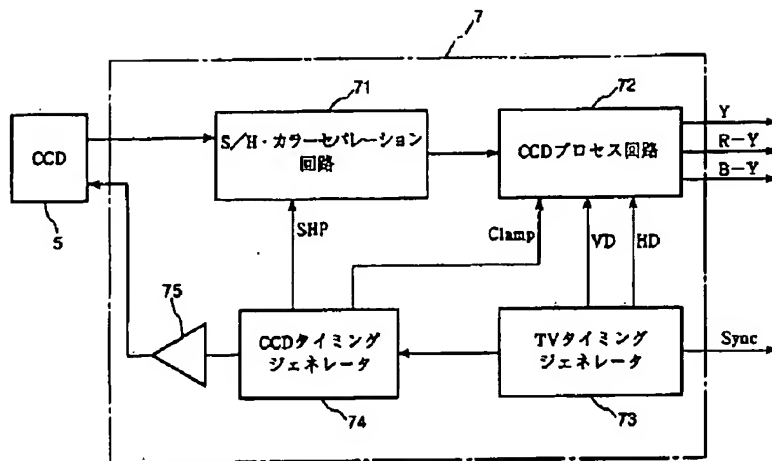 7
71
S/H・カラーセパレーション
回路
72
CCDプロセス回路
Y
R-Y
B-Y
CCD
5
SHP
Clamp
VD
HD
75
CCDタイミング
ジェネレータ
74
TVタイミング
ジェネレータ
73
Sync